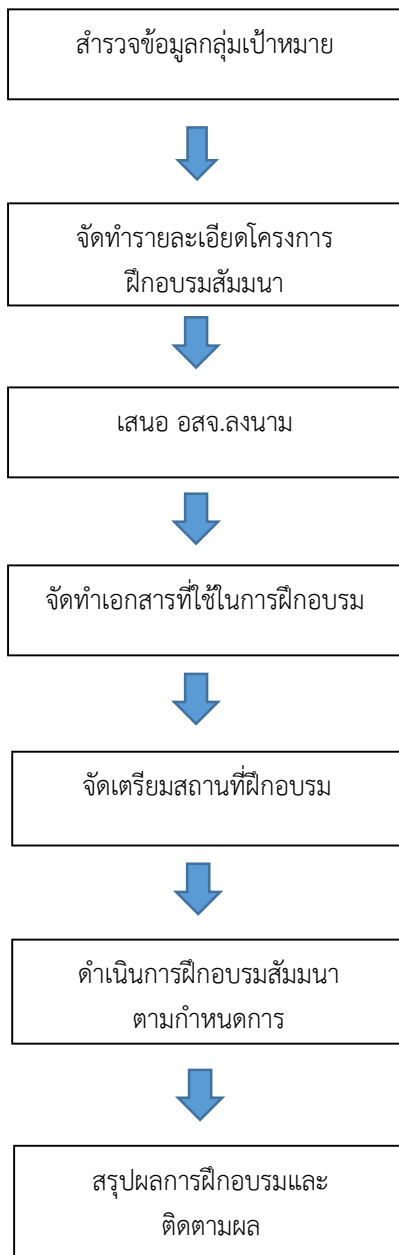 สำรวจข้อมูลกลุ่มเป้าหมาย
จัดทำรายละเอียดโครงการ
ฝึกอบรมสัมมนา
เสนอ อสจ.ลงนาม
จัดทำเอกสารที่ใช้ในการฝึกอบรม
จัดเตรียมสถานที่ฝึกอบรม
ดำเนินการฝึกอบรมสัมมนา
ตามกำหนดการ
สรุปผลการฝึกอบรมและ
ติดตามผล